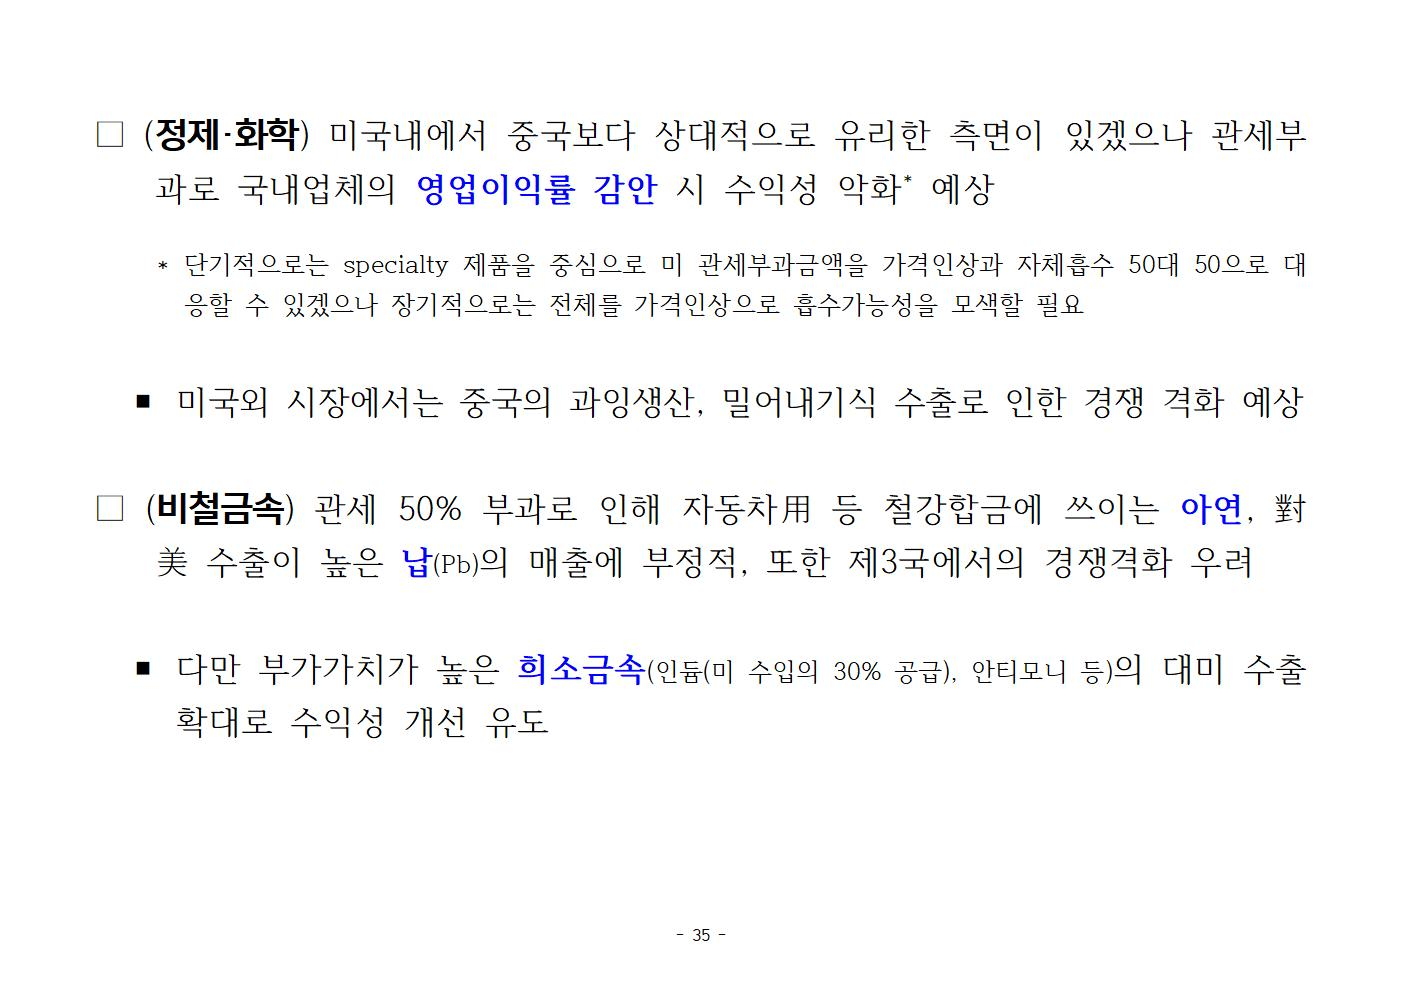 □ (정제·화학) 미국내에서 중국보다 상대적으로 유리한 측면이 있겠으나 관세부
과로 국내업체의 영업이익률 감안 시 수익성 악화* 예상
* 단기적으로는 specialty 제품을 중심으로 미 관세부과금액을 가격인상과 자체흡수 50대 50으로 대
응할 수 있겠으나 장기적으로는 전체를 가격인상으로 흡수가능성을 모색할 필요
▪ 미국외 시장에서는 중국의 과잉생산, 밀어내기식 수출로 인한 경쟁 격화 예상
□ (비철금속) 관세 50% 부과로 인해 자동차用 등 철강합금에 쓰이는 아연, 對
美 수출이 높은 납(Pb)의 매출에 부정적, 또한 제3국에서의 경쟁격화 우려
▪ 다만 부가가치가 높은 희소금속(인듐(미 수입의 30% 공급), 안티모니 등)의 대미 수출
확대로 수익성 개선 유도
- 35 -